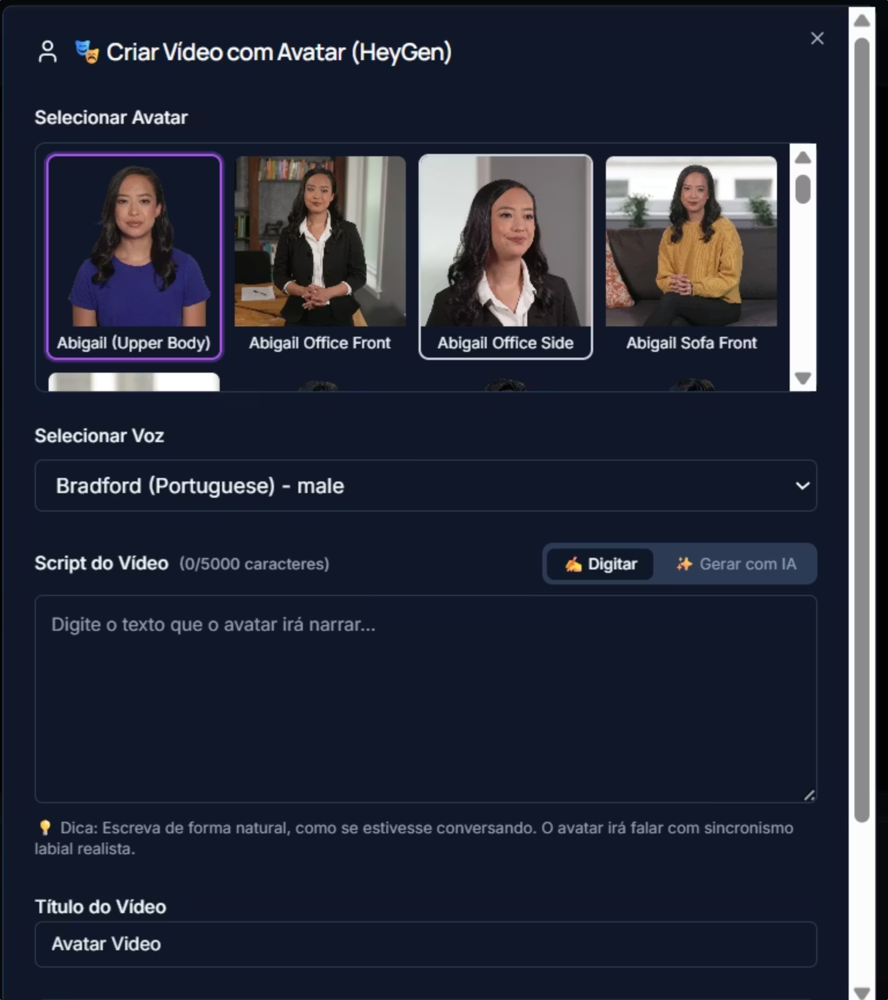 🎭 Criar Vídeo com Avatar (HeyGen)
Selecionar Avatar
Abigail (Upper Body)
Abigail Office Front
Abigail Office Side
Abigail Sofa Front
Selecionar Voz
Bradford (Portuguese) - male
Script do Vídeo (0/5000 caracteres)
✍️ Digitar
✨ Gerar com IA
Digite o texto que o avatar irá narrar...
💡 Dica: Escreva de forma natural, como se estivesse conversando. O avatar irá falar com sincronismo
labial realista.
Título do Vídeo
Avatar Video